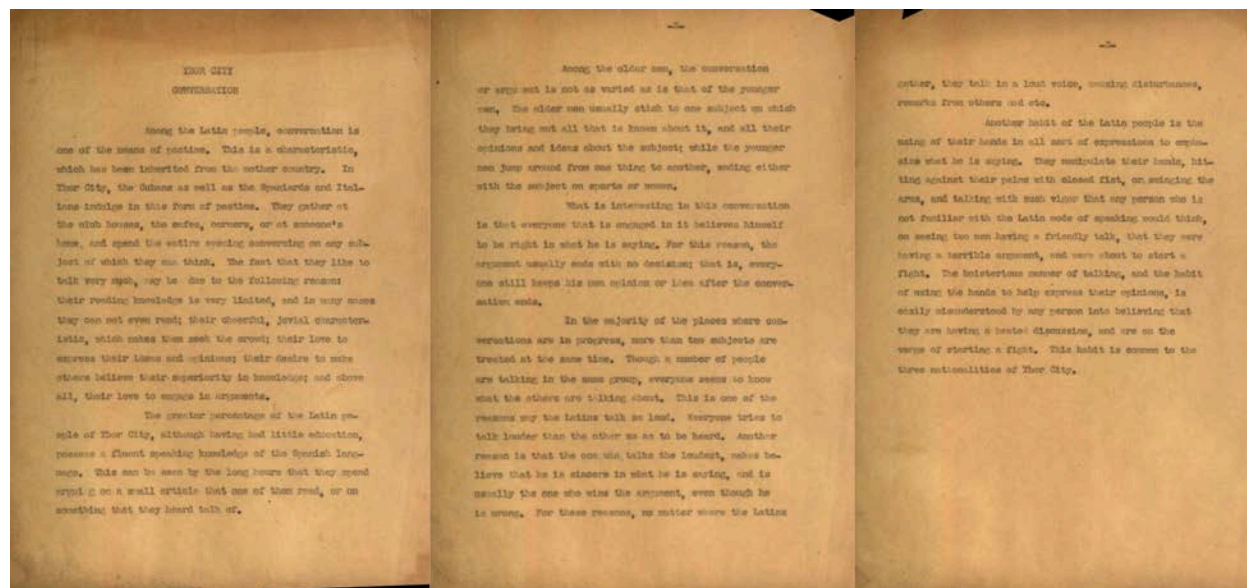 YBOR CITY
CONVERSATION
Among the Latin people, conversation is
one of the means of pastime. This is a characteristic,
which has been inherited from the mother country. In
Ybor City, the Cubans as well as the Spaniards and Ital-
ians indulge in this form of pastime. They gather at
the club houses, the cafes, corners, or at someone's
home, and spend the entire evening conversing on any sub-
ject of which they can think. The fact that they like to
talk very much, may be due to the following reason:
their reading knowledge is very limited, and in many cases
they can not even read; their cheerful, jovial character-
istic, which makes them seek the crowd; their love to
express their ideas and opinions; their desire to make
others believe their superiority in knowledge; and above
all, their love to engage in arguments.
The greater percentage of the Latin pe-
ople of Ybor City, although having had little education,
possess a fluent speaking knowledge of the Spanish lang-
uage. This can be seen by the long hours that they spend
arguing on a small article that one of them read, or on
something that they heard talk of.
Among the older men, the conversation
or argument is not as varied as is that of the younger
men. The older men usually stick to one subject on which
they bring out all that is known about it, and all their
opinions and ideas about the subject; while the younger
men jump around from one thing to another, ending either
with the subject on sports or women.
What is interesting in this conversation
is that everyone that is engaged in it believes himself
to be right in what he is saying. For this reason, the
argument usually ends with no decision; that is, every-
one still keeps his own opinion or idea after the conver-
sation ends.
In the majority of the places where con-
versations are in progress, more than two subjects are
treated at the same time. Though a number of people
are talking in the same group, everyone seems to know
what the others are talking about. This is one of the
reasons why the Latins talk so loud. Everyone tries to
talk louder than the other so as to be heard. Another
reason is that the one who talks the loudest, makes be-
lieve that he is sincere in what he is saying, and is
usually the one who wins the argument, even though he
is wrong. For these reasons, no matter where the Latins
gather, they talk in a loud voice, causing disturbances,
remarks from others and etc.
Another habit of the Latin people is the
using of their hands in all sort of expressions to empha-
size what he is saying. They manipulate their hands, hit-
ting against their palms with closed fist, or swinging the
arms, and talking with such vigor that any person who is
not familiar with the Latin mode of speaking would think,
on seeing two men having a friendly talk, that they were
having a terrible argument, and were about to start a
fight. The boisterous manner of talking, and the habit
of using the hands to help express their opinions, is
easily misunderstood by any person into believing that
they are having a heated discussion, and are on the
verge of starting a fight. This habit is common to the
three nationalities of Ybor City.